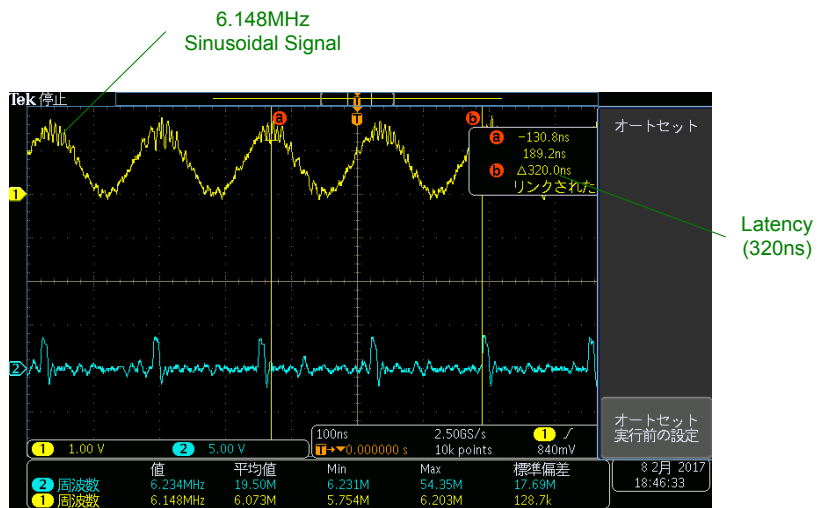 6.148MHz
Sinusoidal Signal
Tek 停止
T
T
a
b
a -130.8ns
189.2ns
b Δ320.0ns
リンクされた
オートセット
1
Latency
(320ns)
2
オートセット
実行前の設定
1 1.00 V 2 5.00 V
100ns 2.50GS/s 1
T→▼0.000000 s 10k points 840mV
値 平均値 Min Max 標準偏差
2 周波数 6.234MHz 19.50M 6.231M 54.35M 17.69M
1 周波数 6.148MHz 6.073M 5.754M 6.203M 128.7k
8 2月 2017
18:46:33